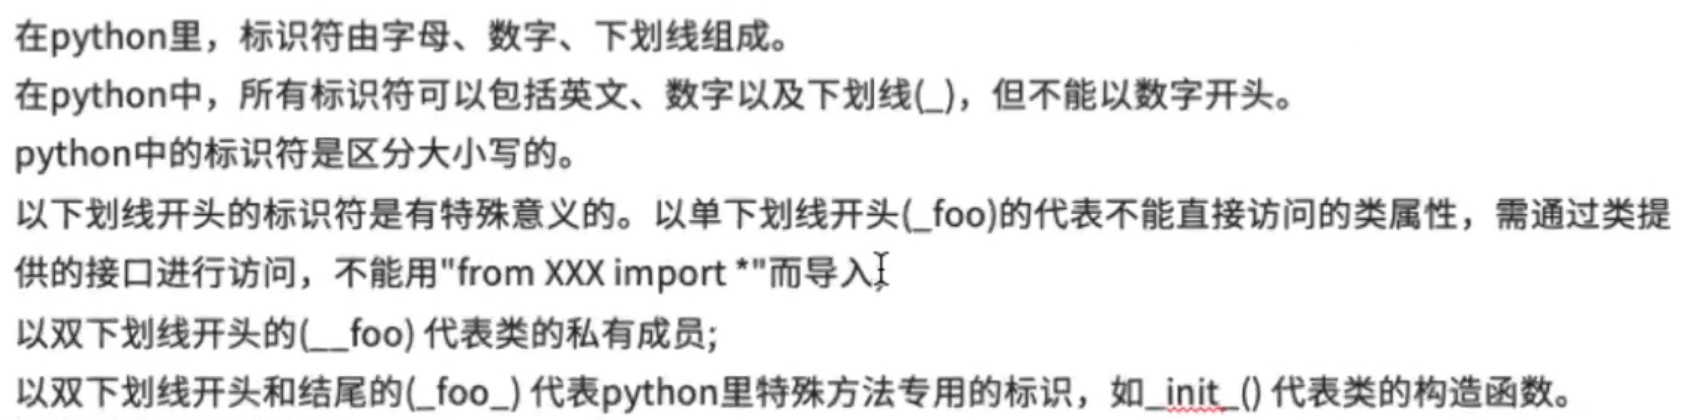 在python里，标识符由字母、数字、下划线组成。
在python中，所有标识符可以包括英文、数字以及下划线(_)，但不能以数字开头。
python中的标识符是区分大小写的。
以下划线开头的标识符是有特殊意义的。以单下划线开头(_foo)的代表不能直接访问的类属性，需通过类提
供的接口进行访问，不能用"from XXX import *"而导入;
以双下划线开头的(__foo) 代表类的私有成员;
以双下划线开头和结尾的(_foo_) 代表python里特殊方法专用的标识，如_init_() 代表类的构造函数。